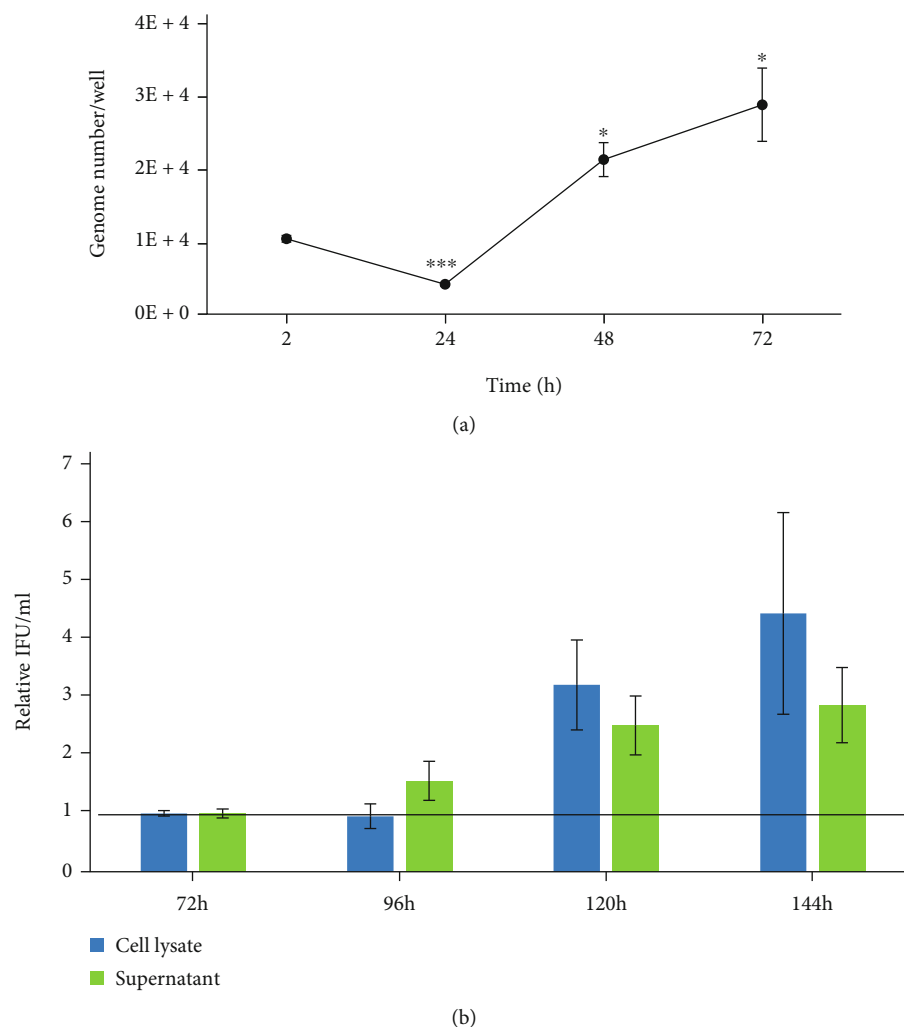 Genome number/well
4E + 4
3E + 4
2E + 4
1E + 4
0E + 0
***
*
*
2 24 48 72
Time (h)
(a)
Relative IFU/ml
7
6
5
4
3
2
1
0
72h 96h 120h 144h
Cell lysate
Supernatant
(b)